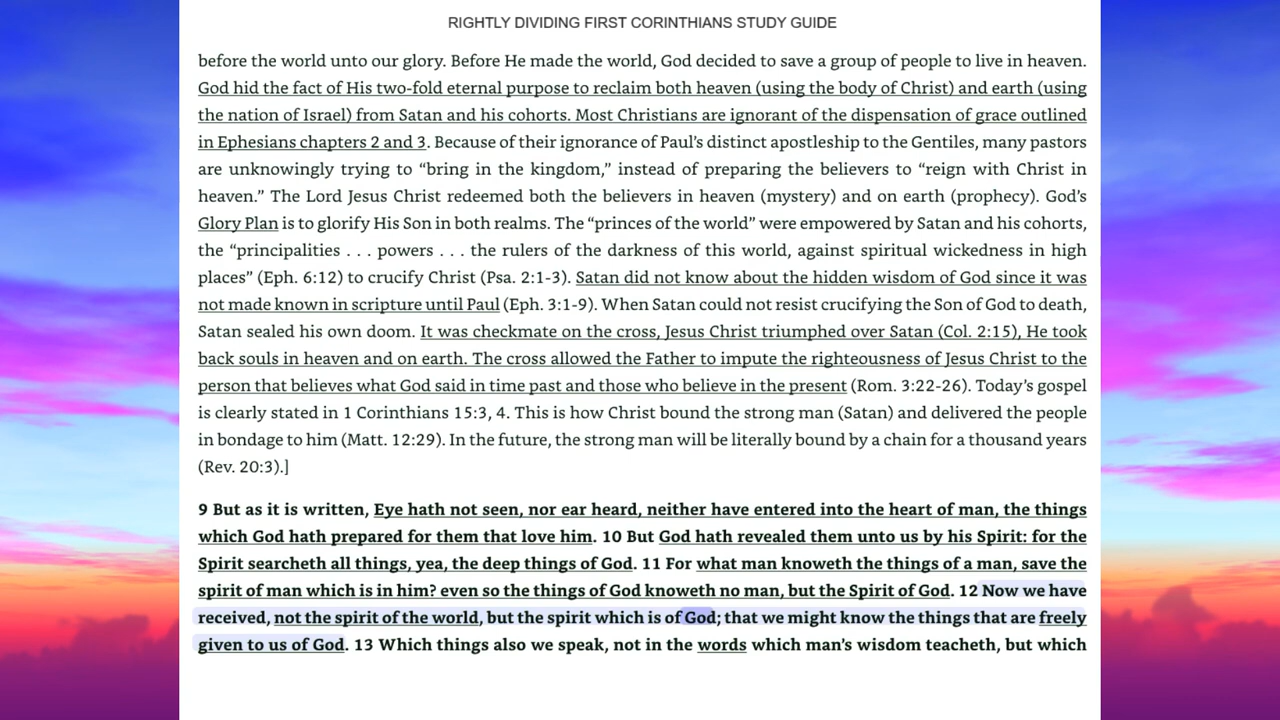 RIGHTLY DIVIDING FIRST CORINTHIANS STUDY GUIDE
before the world unto our glory. Before He made the world, God decided to save a group of people to live in heaven.
God hid the fact of His two-fold eternal purpose to reclaim both heaven (using the body of Christ) and earth (using
the nation of Israel) from Satan and his cohorts. Most Christians are ignorant of the dispensation of grace outlined
in Ephesians chapters 2 and 3. Because of their ignorance of Paul’s distinct apostleship to the Gentiles, many pastors
are unknowingly trying to “bring in the kingdom,” instead of preparing the believers to “reign with Christ in
heaven.” The Lord Jesus Christ redeemed both the believers in heaven (mystery) and on earth (prophecy). God’s
Glory Plan is to glorify His Son in both realms. The “princes of the world” were empowered by Satan and his cohorts,
the “principalities . . . powers . . . the rulers of the darkness of this world, against spiritual wickedness in high
places” (Eph. 6:12) to crucify Christ (Psa. 2:1-3). Satan did not know about the hidden wisdom of God since it was
not made known in scripture until Paul (Eph. 3:1-9). When Satan could not resist crucifying the Son of God to death,
Satan sealed his own doom. It was checkmate on the cross, Jesus Christ triumphed over Satan (Col. 2:15), He took
back souls in heaven and on earth. The cross allowed the Father to impute the righteousness of Jesus Christ to the
person that believes what God said in time past and those who believe in the present (Rom. 3:22-26). Today’s gospel
is clearly stated in 1 Corinthians 15:3, 4. This is how Christ bound the strong man (Satan) and delivered the people
in bondage to him (Matt. 12:29). In the future, the strong man will be literally bound by a chain for a thousand years
(Rev. 20:3).]
9 But as it is written, Eye hath not seen, nor ear heard, neither have entered into the heart of man, the things
which God hath prepared for them that love him. 10 But God hath revealed them unto us by his Spirit: for the
Spirit searcheth all things, yea, the deep things of God. 11 For what man knoweth the things of a man, save the
spirit of man which is in him? even so the things of God knoweth no man, but the Spirit of God. 12 Now we have
received, not the spirit of the world, but the spirit which is of God; that we might know the things that are freely
given to us of God. 13 Which things also we speak, not in the words which man’s wisdom teacheth, but which